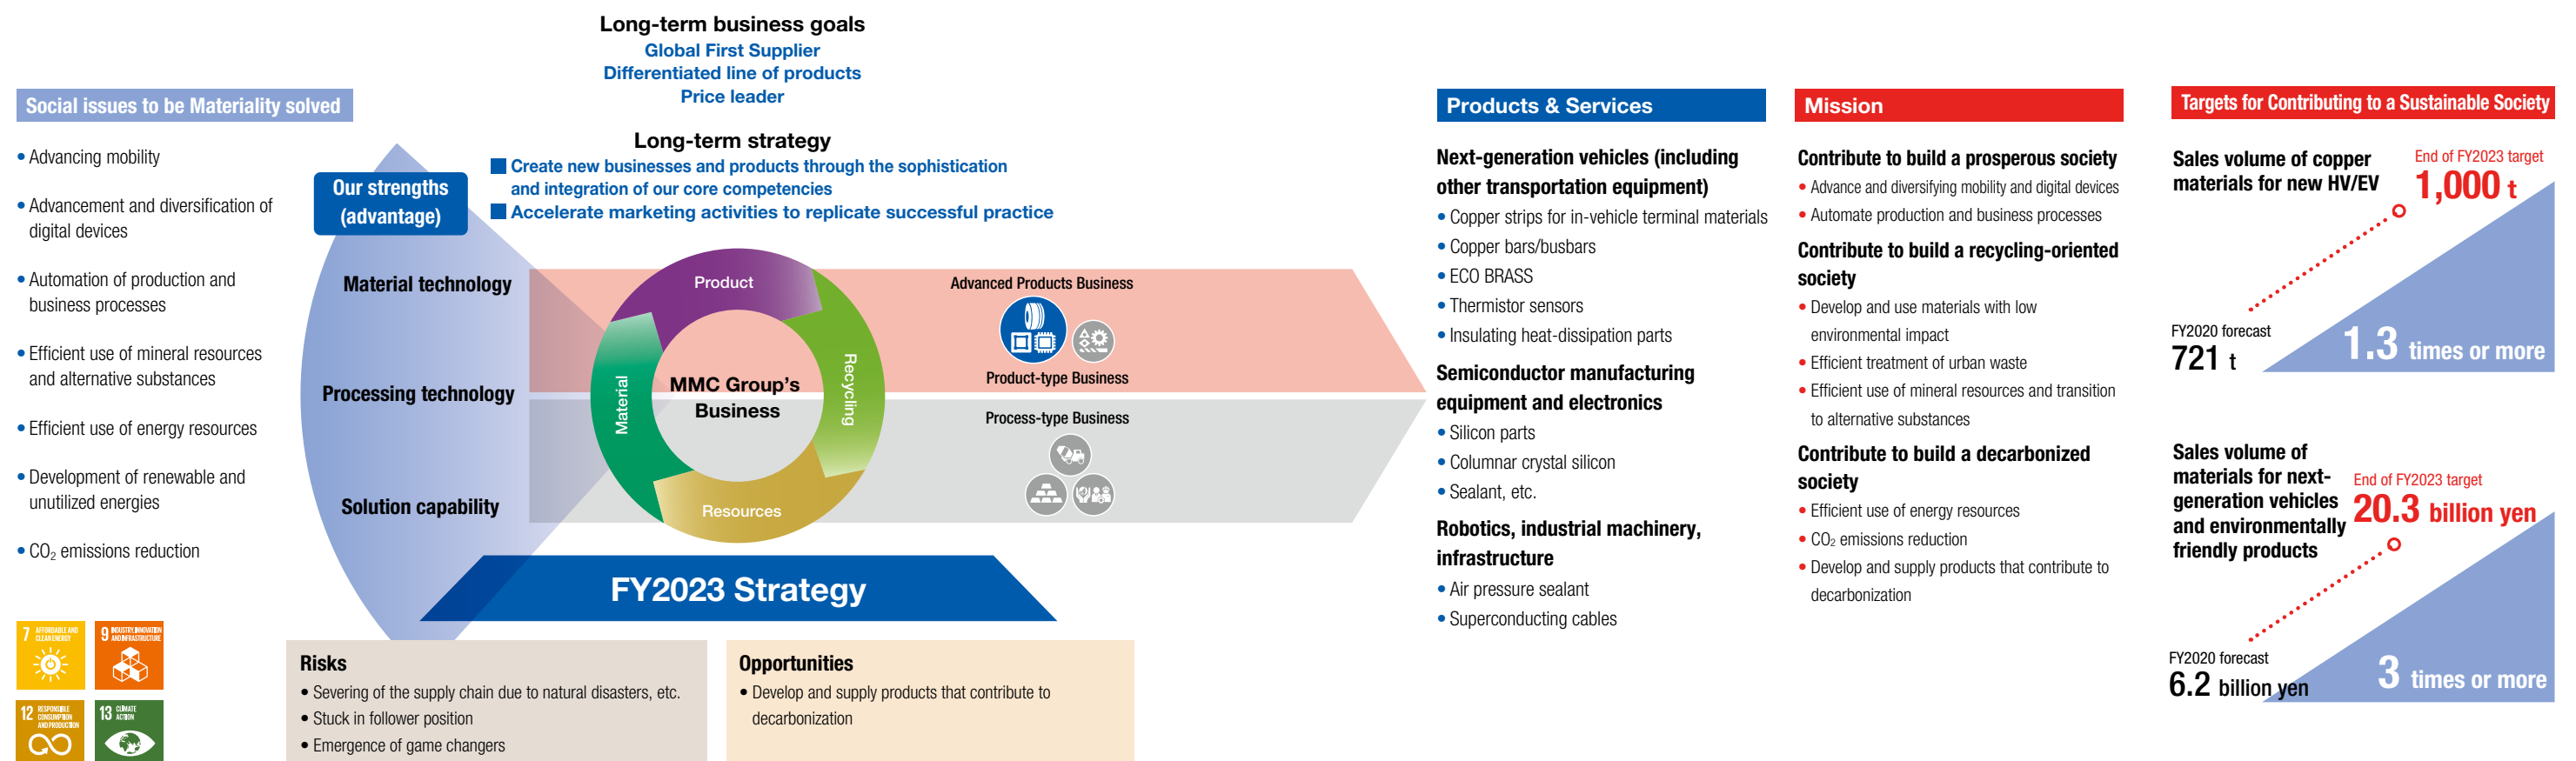 Long-term business goals
Global First Supplier
Differentiated line of products
Price leader
Long-term strategy
■ Create new businesses and products through the sophistication
and integration of our core competencies
■ Accelerate marketing activities to replicate successful practice
Social issues to be Materiality solved
• Advancing mobility
• Advancement and diversification of
digital devices
• Automation of production and
business processes
• Efficient use of mineral resources
and alternative substances
• Efficient use of energy resources
• Development of renewable and
unutilized energies
• CO₂ emissions reduction
7 AFFORDABLE AND
CLEAN ENERGY
9 INDUSTRY, INNOVATION
AND INFRASTRUCTURE
12 RESPONSIBLE
CONSUMPTION
AND PRODUCTION
13 CLIMATE
ACTION
Our strengths
(advantage)
Material technology
Processing technology
Solution capability
Product
Recycling
Resources
Material
MMC Group's
Business
Advanced Products Business
Product-type Business
Process-type Business
FY2023 Strategy
Risks
• Severing of the supply chain due to natural disasters, etc.
• Stuck in follower position
• Emergence of game changers
Opportunities
• Develop and supply products that contribute to
decarbonization
Products & Services
Next-generation vehicles (including
other transportation equipment)
• Copper strips for in-vehicle terminal materials
• Copper bars/busbars
• ECO BRASS
• Thermistor sensors
• Insulating heat-dissipation parts
Semiconductor manufacturing
equipment and electronics
• Silicon parts
• Columnar crystal silicon
• Sealant, etc.
Robotics, industrial machinery,
infrastructure
• Air pressure sealant
• Superconducting cables
Mission
Contribute to build a prosperous society
• Advance and diversifying mobility and digital devices
• Automate production and business processes
Contribute to build a recycling-oriented
society
• Develop and use materials with low
environmental impact
• Efficient treatment of urban waste
• Efficient use of mineral resources and transition
to alternative substances
Contribute to build a decarbonized
society
• Efficient use of energy resources
• CO₂ emissions reduction
• Develop and supply products that contribute to
decarbonization
Targets for Contributing to a Sustainable Society
Sales volume of copper
materials for new HV/EV
End of FY2023 target
1,000 t
FY2020 forecast
721 t
1.3 times or more
Sales volume of
materials for next-
generation vehicles
and environmentally
friendly products
End of FY2023 target
20.3 billion yen
FY2020 forecast
6.2 billion yen
3 times or more